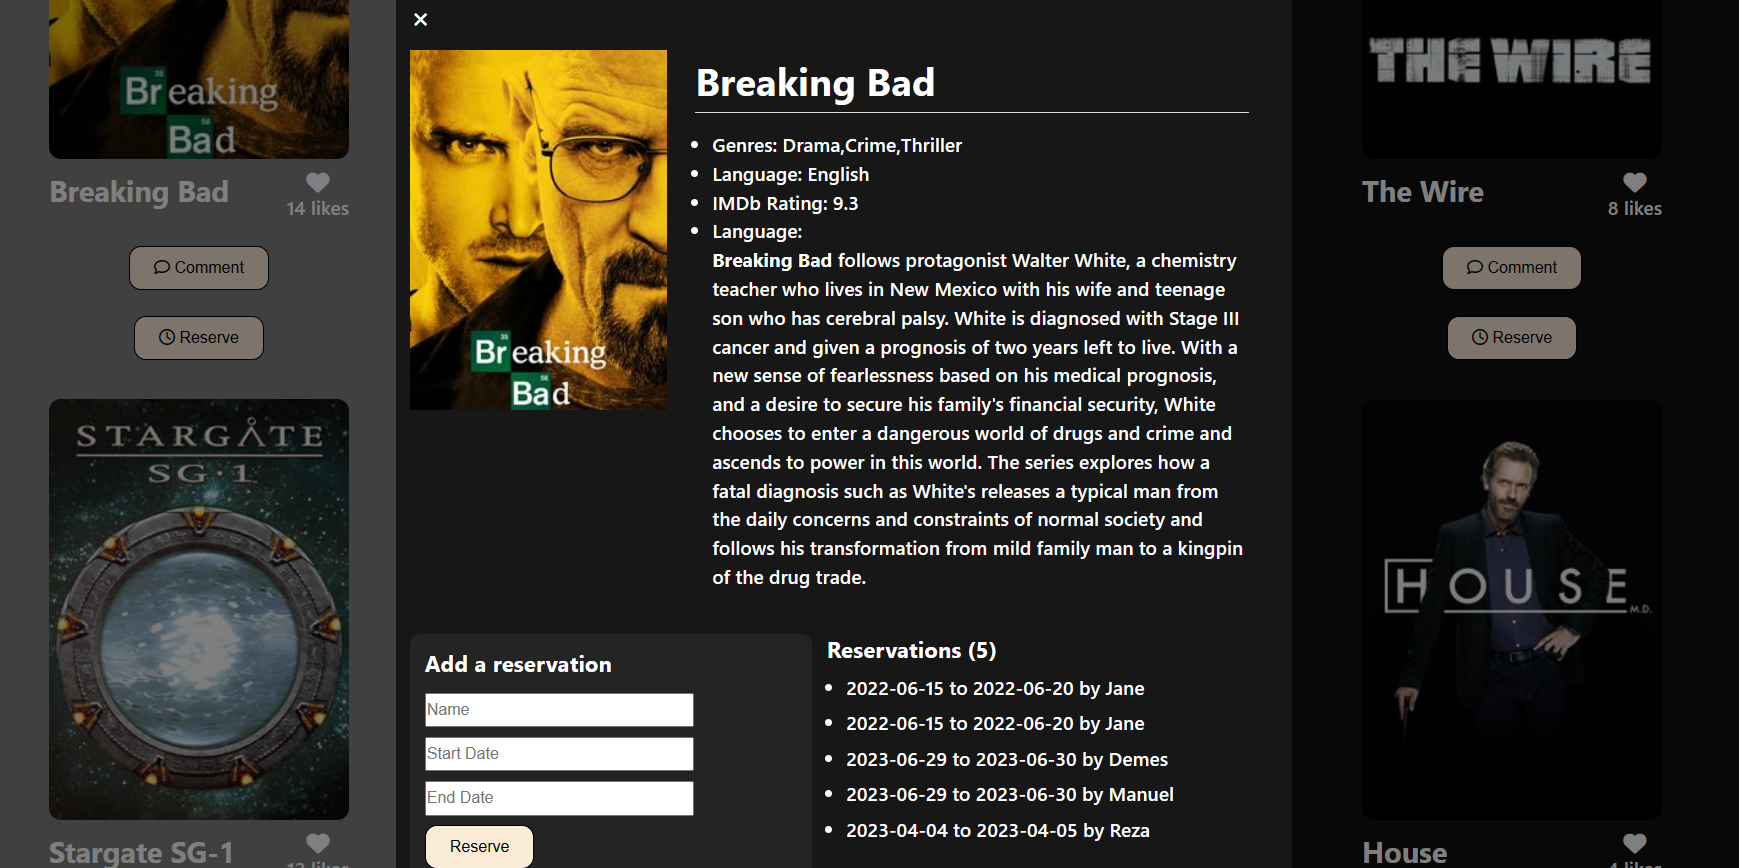 ×
35
Breaking
56
Bad
Breaking Bad
14 likes
Comment
Reserve
STARGATE
SG·1
Stargate SG-1
35
Breaking
56
Bad
Breaking Bad
Genres: Drama,Crime,Thriller
Language: English
IMDb Rating: 9.3
Language:
Breaking Bad follows protagonist Walter White, a chemistry
teacher who lives in New Mexico with his wife and teenage
son who has cerebral palsy. White is diagnosed with Stage III
cancer and given a prognosis of two years left to live. With a
new sense of fearlessness based on his medical prognosis,
and a desire to secure his family's financial security, White
chooses to enter a dangerous world of drugs and crime and
ascends to power in this world. The series explores how a
fatal diagnosis such as White's releases a typical man from
the daily concerns and constraints of normal society and
follows his transformation from mild family man to a kingpin
of the drug trade.
Add a reservation
Name
Start Date
End Date
Reserve
Reservations (5)
2022-06-15 to 2022-06-20 by Jane
2022-06-15 to 2022-06-20 by Jane
2023-06-29 to 2023-06-30 by Demes
2023-06-29 to 2023-06-30 by Manuel
2023-04-04 to 2023-04-05 by Reza
THE WIRE
The Wire
8 likes
Comment
Reserve
HOUSE
M.D.
House